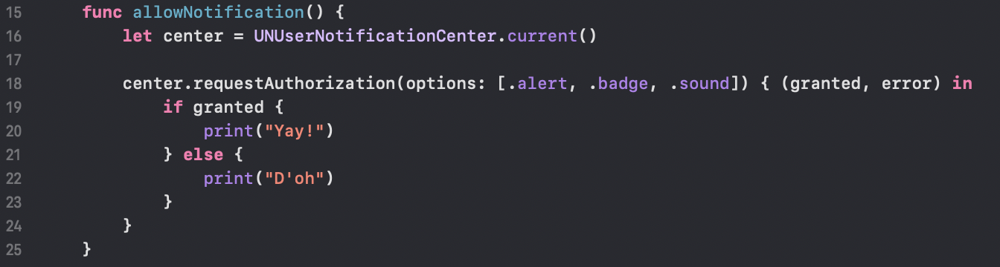 15 func allowNotification() {
16 let center = UNUserNotificationCenter.current()
17
18 center.requestAuthorization(options: [.alert, .badge, .sound]) { (granted, error) in
19 if granted {
20 print("Yay!")
21 } else {
22 print("D'oh")
23 }
24 }
25 }